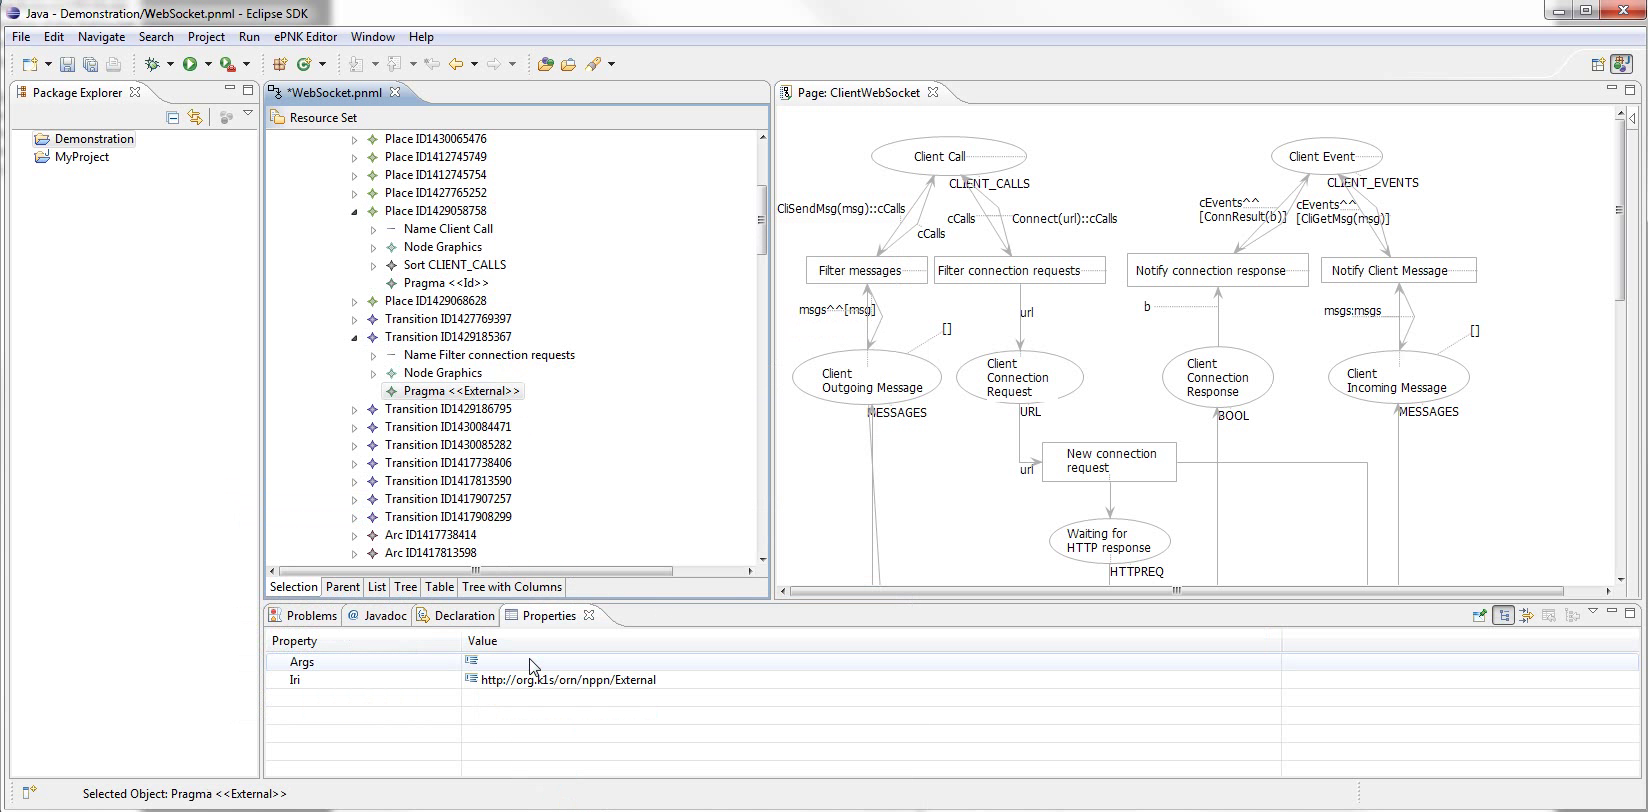 Java - Demonstration/WebSocket.pnml - Eclipse SDK
File Edit Navigate Search Project Run ePNK Editor Window Help
Package Explorer
Demonstration
MyProject
*WebSocket.pnml
Resource Set
Place ID1430065476
Place ID1412745749
Place ID1412745754
Place ID1427765252
Place ID1429058758
Name Client Call
Node Graphics
Sort CLIENT_CALLS
Pragma <<Id>>
Place ID1429068628
Transition ID1427769397
Transition ID1429185367
Name Filter connection requests
Node Graphics
Pragma <<External>>
Transition ID1429186795
Transition ID1430084471
Transition ID1430085282
Transition ID1417738406
Transition ID1417813590
Transition ID1417907257
Transition ID1417908299
Arc ID1417738414
Arc ID1417813598
Selection Parent List Tree Table Tree with Columns
Page: ClientWebSocket
Client Call
CLIENT_CALLS
Client Event
CLIENT_EVENTS
CliSendMsg(msg)::cCalls
cCalls
cCalls
Connect(url)::cCalls
cEvents^^
[ConnResult(b)]
cEvents^^
[CliGetMsg(msg)]
Filter messages
Filter connection requests
Notify connection response
Notify Client Message
msgs^^[msg]
[]
url
b
msgs:msgs
[]
Client
Outgoing Message
MESSAGES
Client
Connection
Request
URL
Client
Connection
Response
BOOL
Client
Incoming Message
MESSAGES
url
New connection
request
Waiting for
HTTP response
HTTPREQ
Problems @ Javadoc Declaration Properties
Property Value
Args
Iri http://org.k1s/orn/nppn/External
Selected Object: Pragma <<External>>